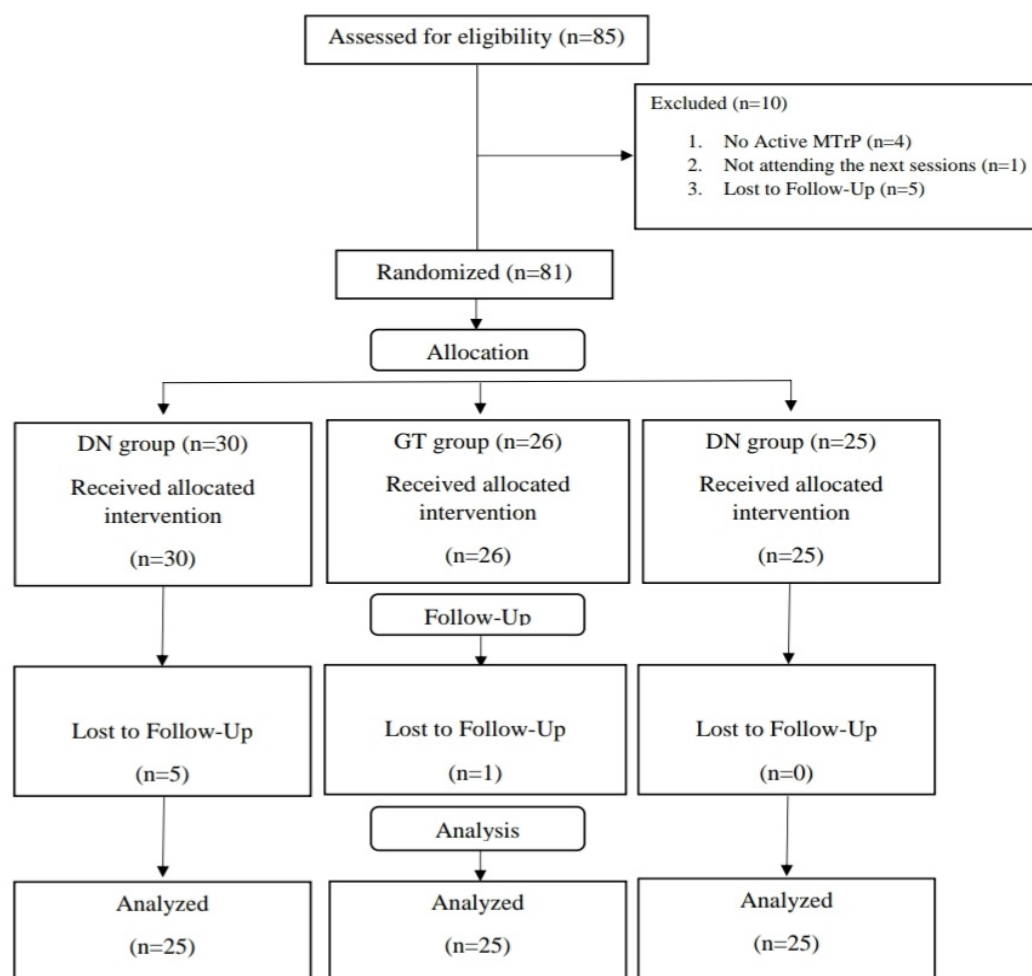 Assessed for eligibility (n=85)
Excluded (n=10)
1. No Active MTrP (n=4)
2. Not attending the next sessions (n=1)
3. Lost to Follow-Up (n=5)
Randomized (n=81)
Allocation
DN group (n=30)
Received allocated
intervention
(n=30)
GT group (n=26)
Received allocated
intervention
(n=26)
DN group (n=25)
Received allocated
intervention
(n=25)
Follow-Up
Lost to Follow-Up
(n=5)
Lost to Follow-Up
(n=1)
Lost to Follow-Up
(n=0)
Analysis
Analyzed
(n=25)
Analyzed
(n=25)
Analyzed
(n=25)